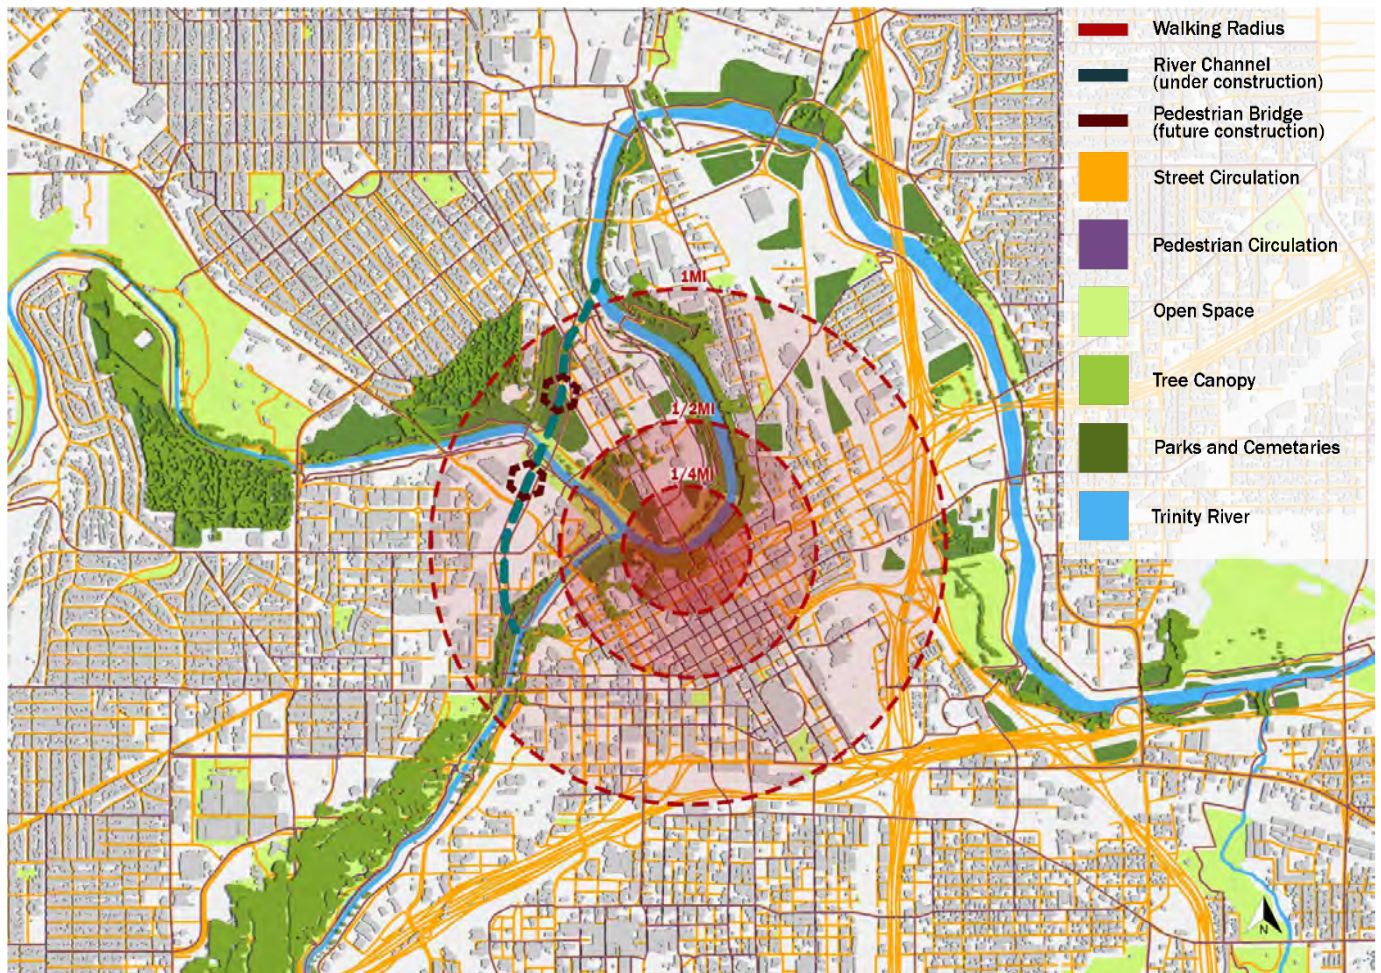 Walking Radius
River Channel
(under construction)
Pedestrian Bridge
(future construction)
Street Circulation
Pedestrian Circulation
Open Space
Tree Canopy
Parks and Cemetaries
Trinity River
1MI
1/2MI
1/4MI
N